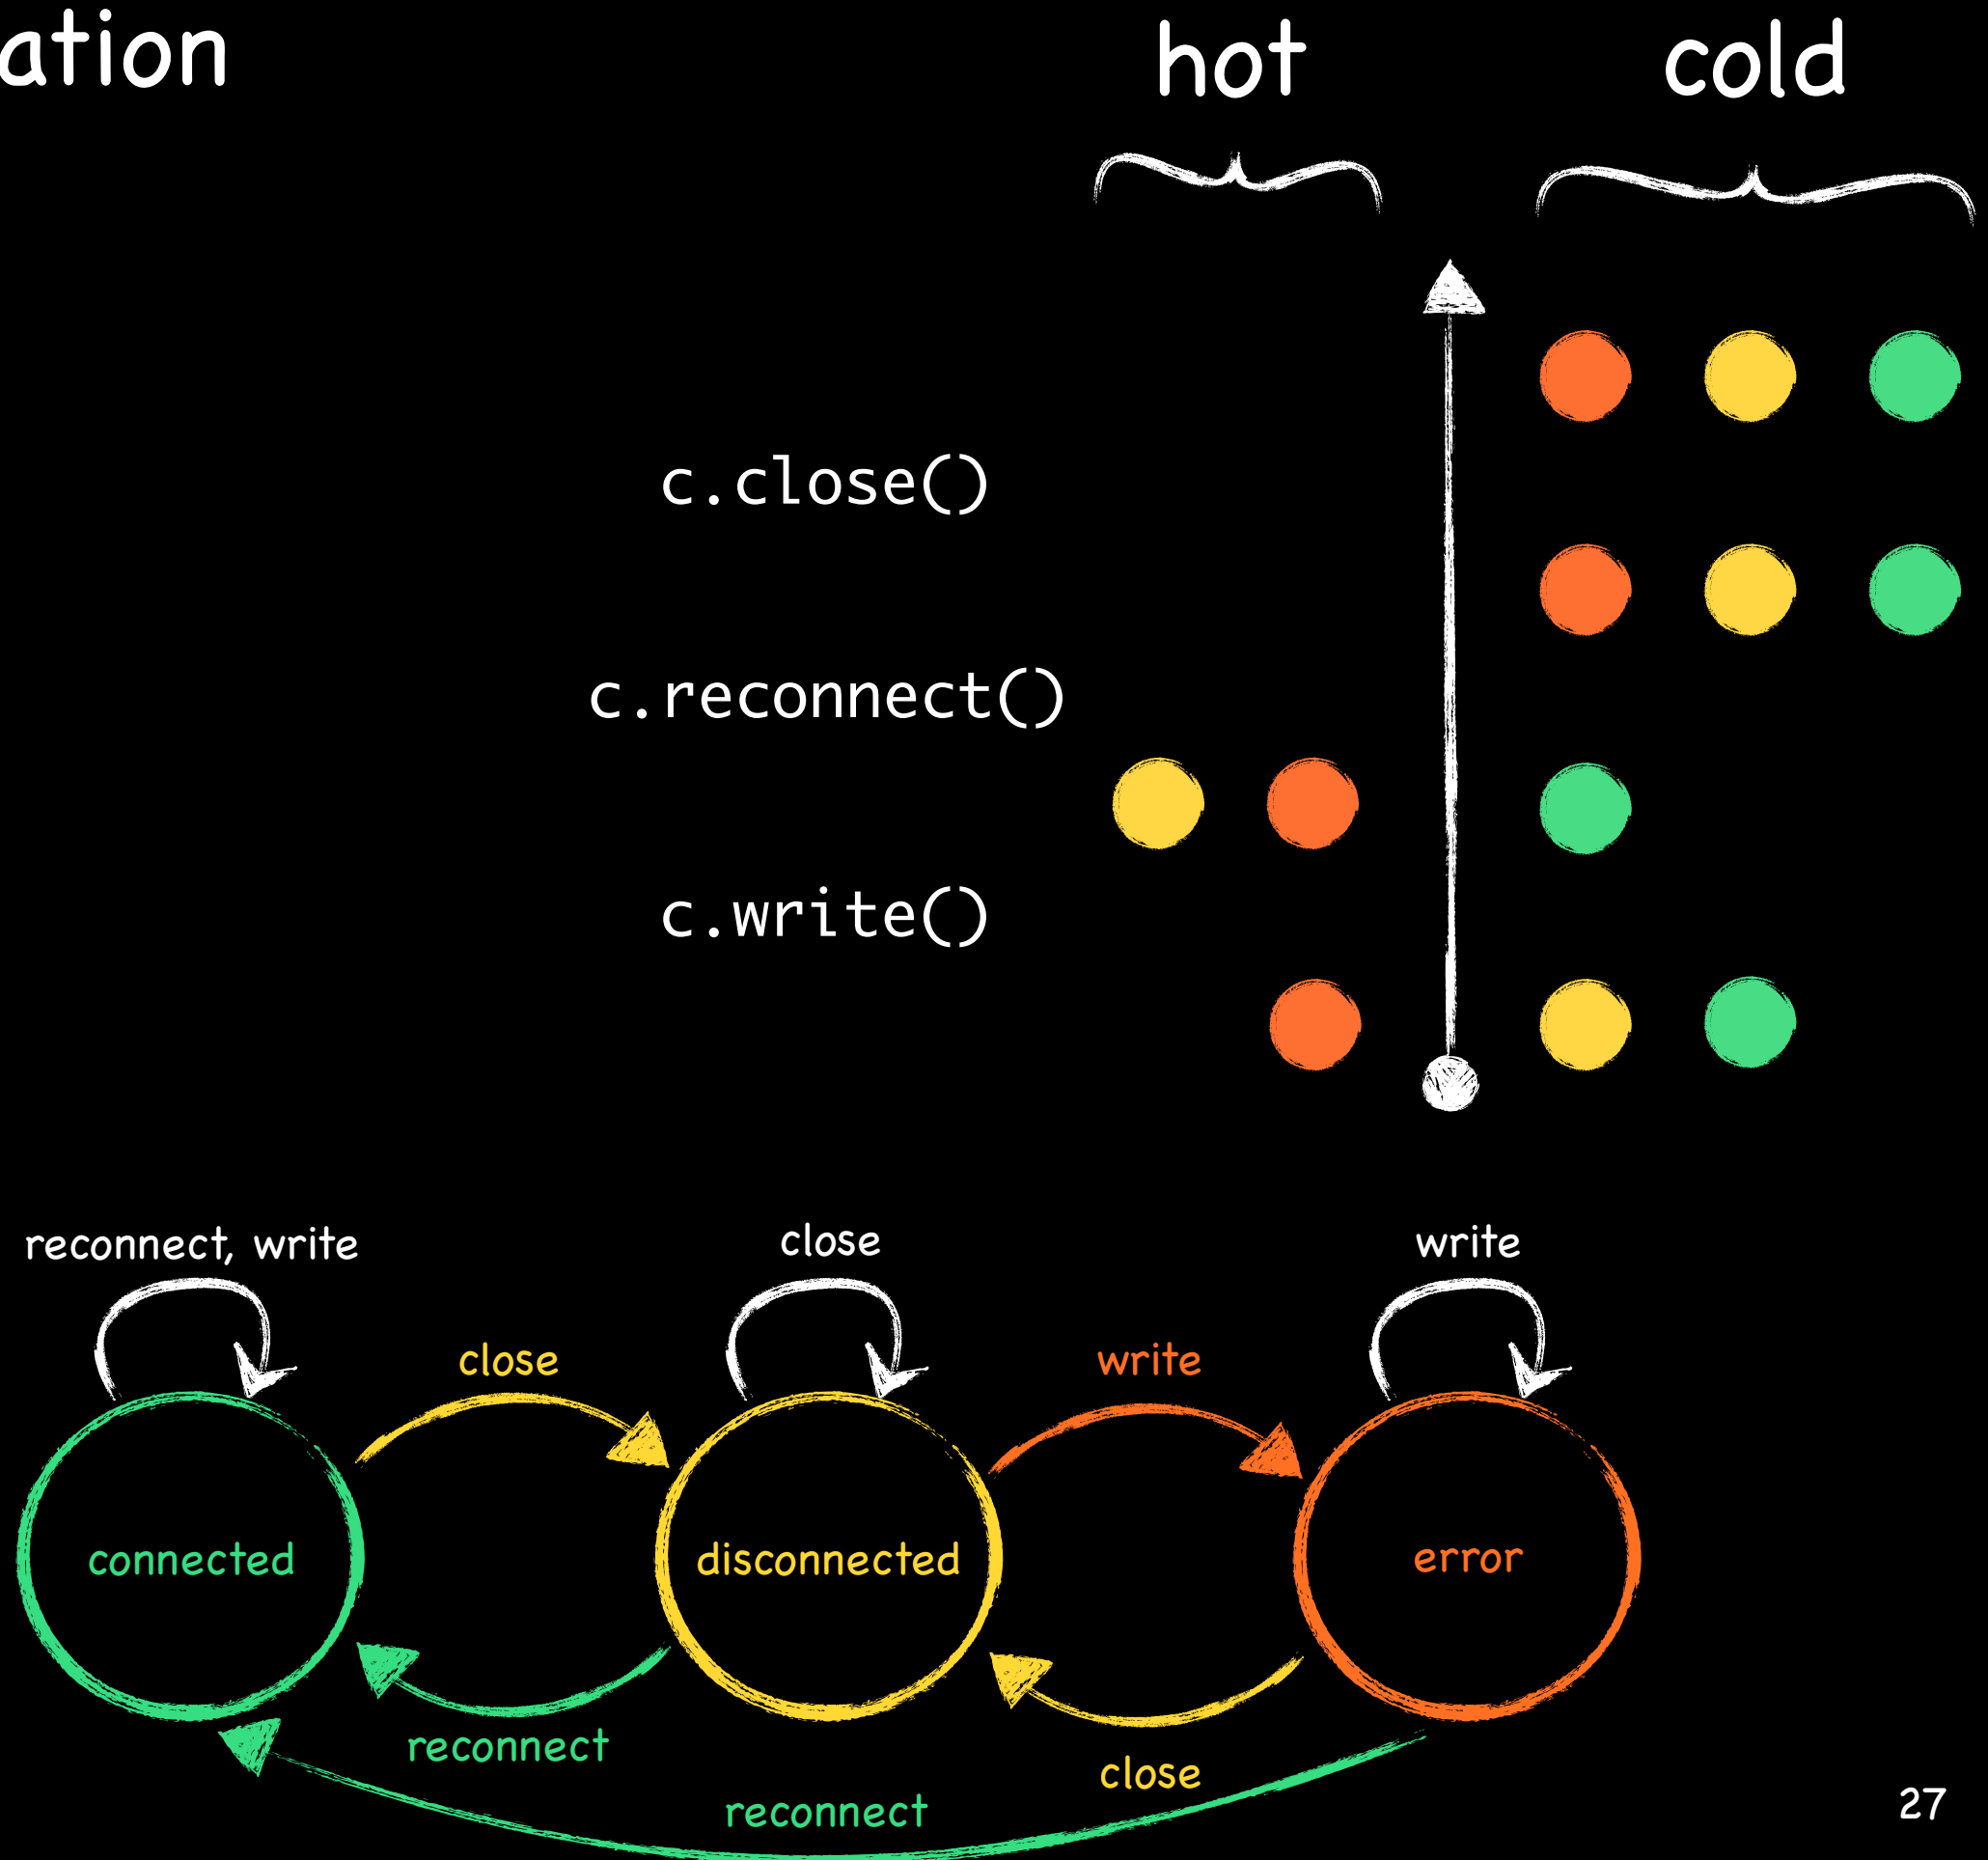 ation
hot
cold
c.close()
c.reconnect()
c.write()
reconnect, write
close
write
close
write
connected
disconnected
error
reconnect
close
reconnect
27